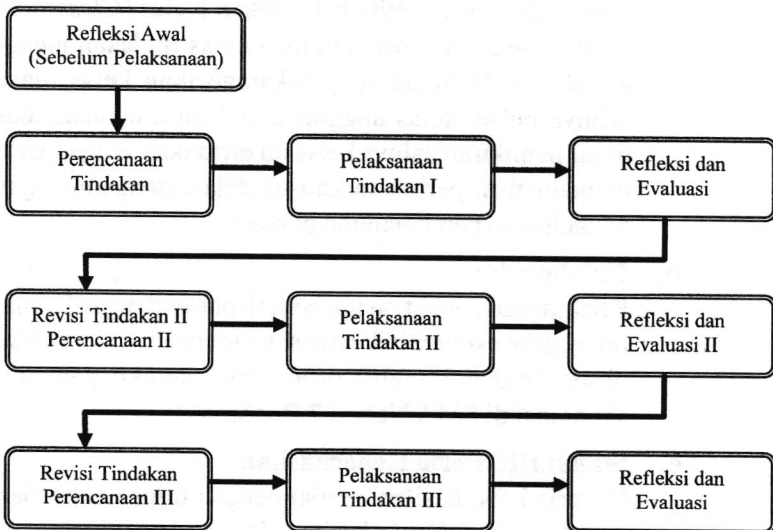 Refleksi Awal
(Sebelum Pelaksanaan)
Perencanaan
Tindakan
Pelaksanaan
Tindakan I
Refleksi dan
Evaluasi
Revisi Tindakan II
Perencanaan II
Pelaksanaan
Tindakan II
Refleksi dan
Evaluasi II
Revisi Tindakan
Perencanaan III
Pelaksanaan
Tindakan III
Refleksi dan
Evaluasi